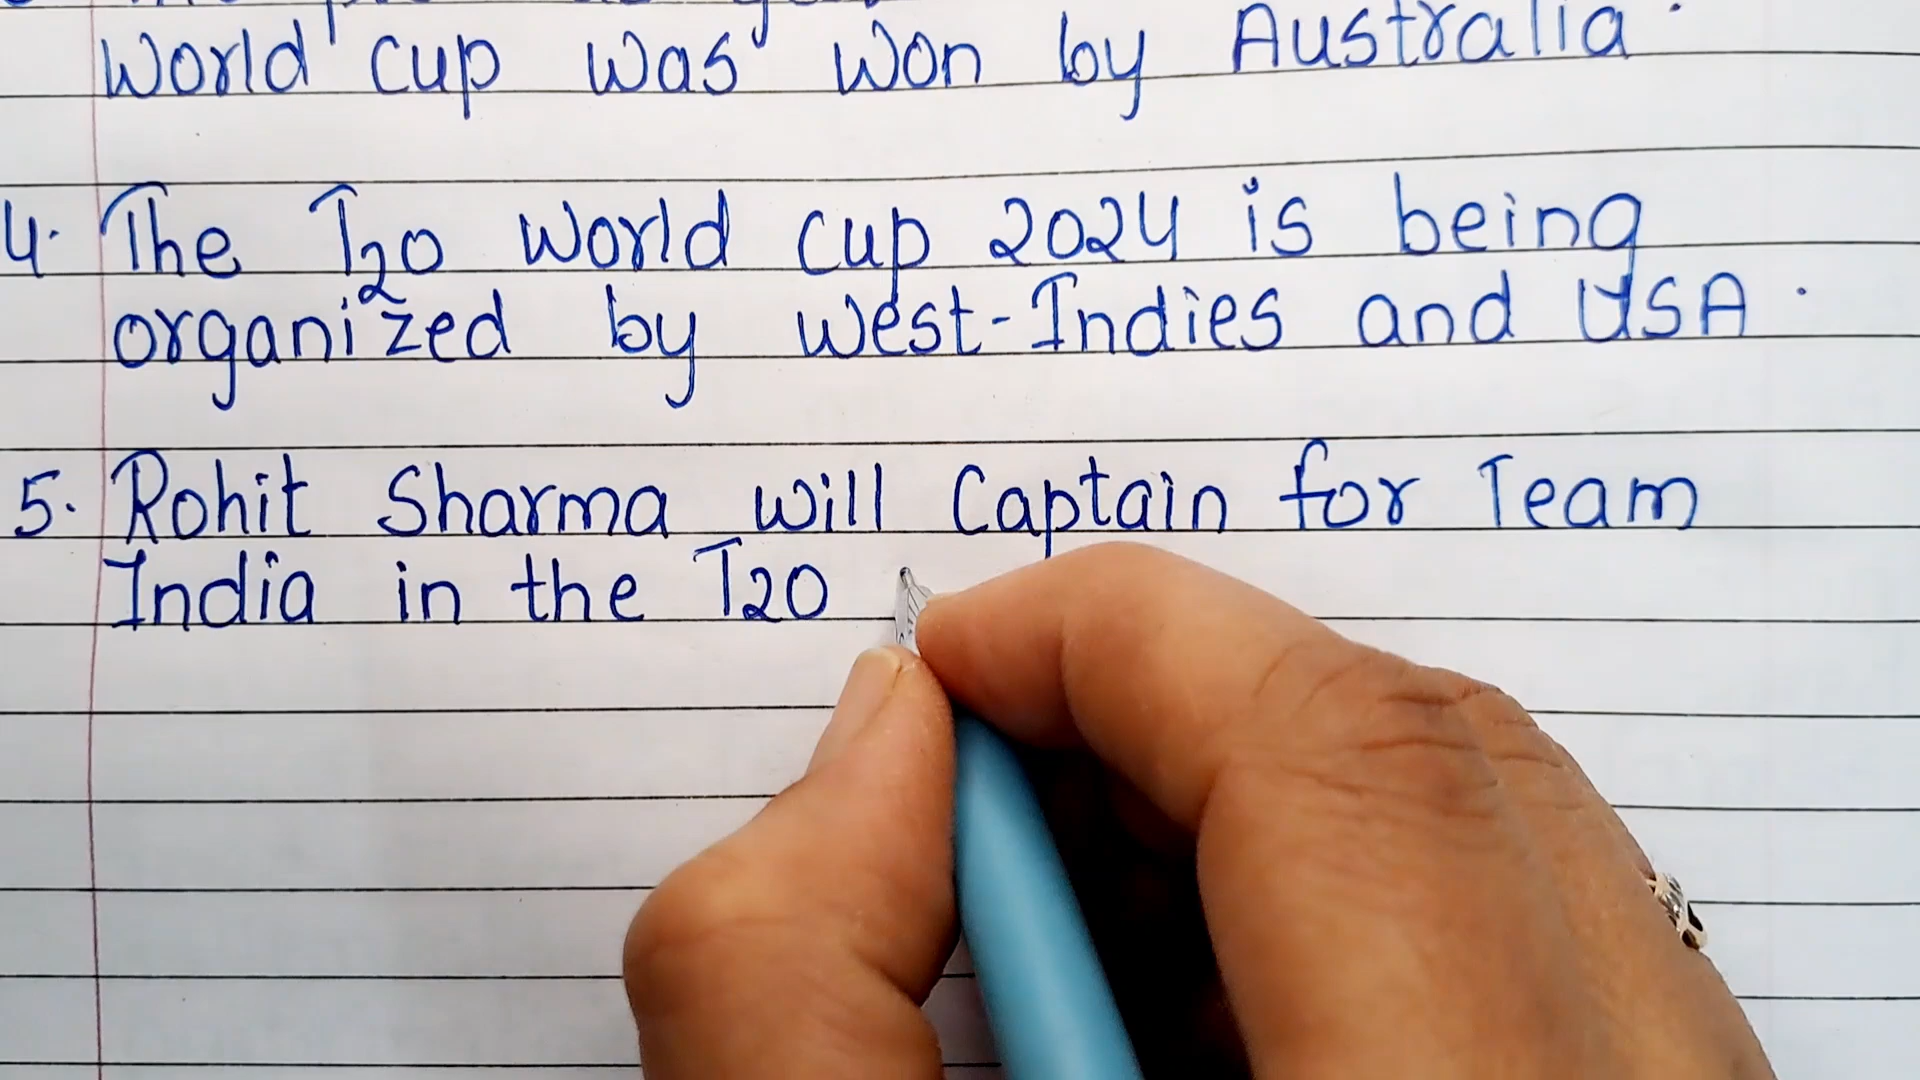 World cup was won by Australia.
4. The T20 World cup 2024 is being
organized by West-Indies and USA.
5. Rohit Sharma will Captain for Team
India in the T20